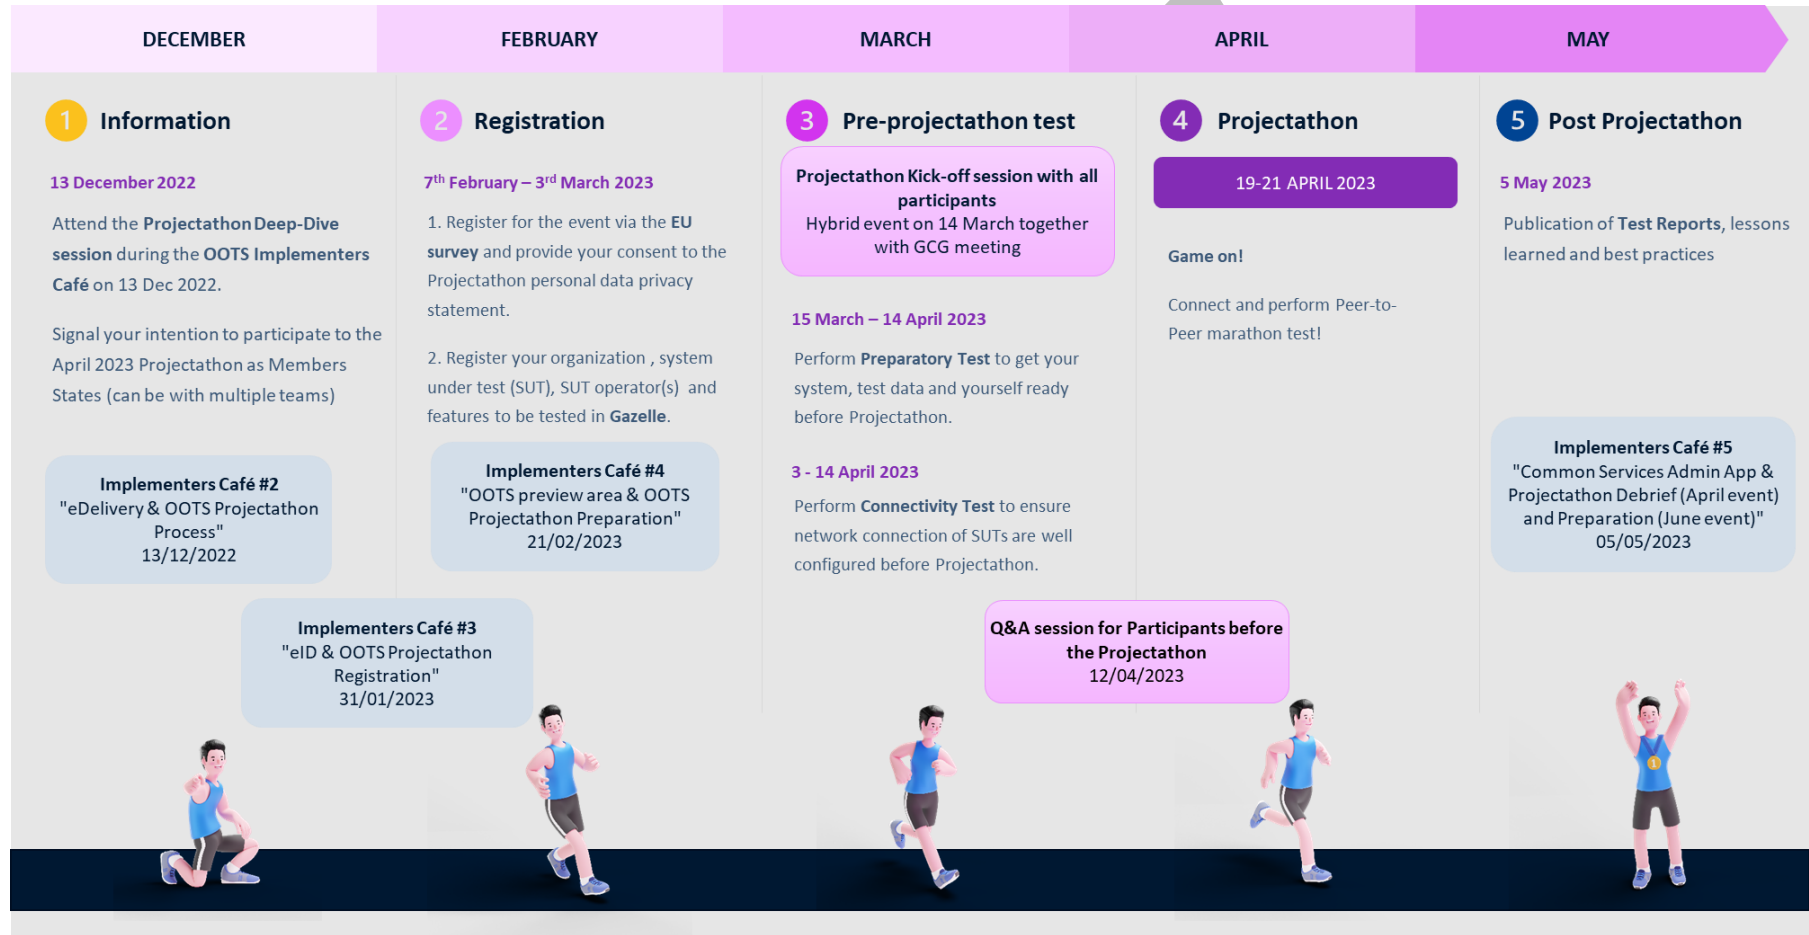 DECEMBER
FEBRUARY
MARCH
APRIL
MAY
1 Information
13 December 2022
Attend the Projectathon Deep-Dive
session during the OOTS Implementers
Café on 13 Dec 2022.
Signal your intention to participate to the
April 2023 Projectathon as Members
States (can be with multiple teams)
Implementers Café #2
"eDelivery & OOTS Projectathon
Process"
13/12/2022
Implementers Café #3
"eID & OOTS Projectathon
Registration"
31/01/2023
2 Registration
7th February – 3rd March 2023
1. Register for the event via the EU
survey and provide your consent to the
Projectathon personal data privacy
statement.
2. Register your organization , system
under test (SUT), SUT operator(s) and
features to be tested in Gazelle.
Implementers Café #4
"OOTS preview area & OOTS
Projectathon Preparation"
21/02/2023
3 Pre-projectathon test
Projectathon Kick-off session with all
participants
Hybrid event on 14 March together
with GCG meeting
15 March – 14 April 2023
Perform Preparatory Test to get your
system, test data and yourself ready
before Projectathon.
3 - 14 April 2023
Perform Connectivity Test to ensure
network connection of SUTs are well
configured before Projectathon.
Q&A session for Participants before
the Projectathon
12/04/2023
4 Projectathon
19-21 APRIL 2023
Game on!
Connect and perform Peer-to-
Peer marathon test!
5 Post Projectathon
5 May 2023
Publication of Test Reports, lessons
learned and best practices
Implementers Café #5
"Common Services Admin App &
Projectathon Debrief (April event)
and Preparation (June event)"
05/05/2023
1